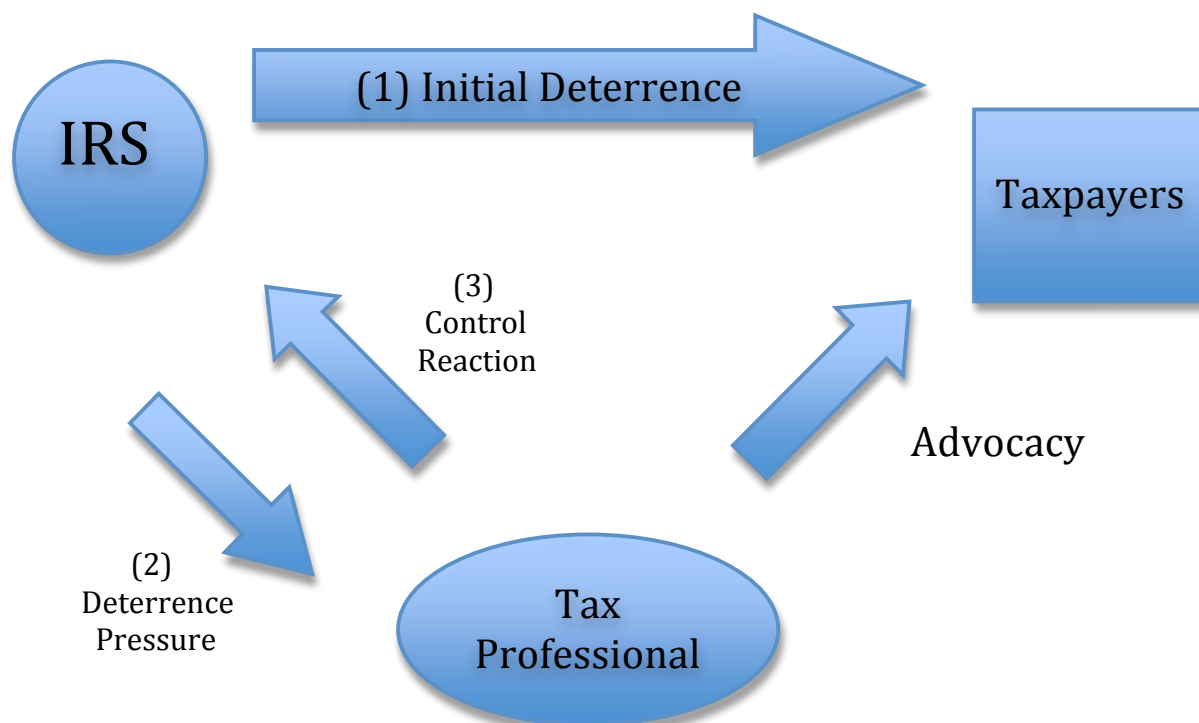 (1) Initial Deterrence
IRS
Taxpayers
(3)
Control
Reaction
Advocacy
(2)
Deterrence
Pressure
Tax
Professional